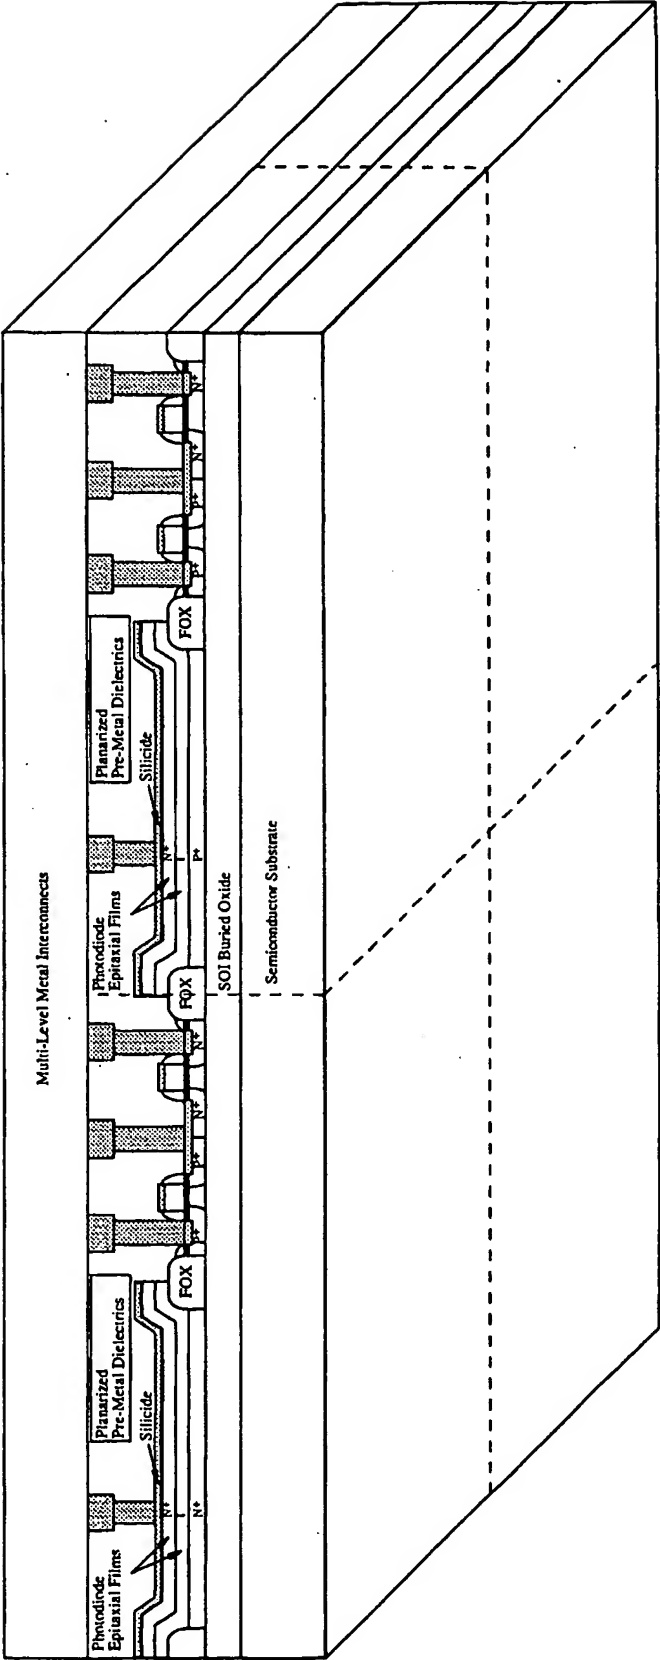 Multi-Level Metal Interconnects
Photodiode
Epitaxial Films
Silicide
Planarized
Pre-Metal Dielectrics
Photodiode
Epitaxial Films
Silicide
Planarized
Pre-Metal Dielectrics
N+
N+
FOX
P+
P+
N+
N+
FOX
N+
P+
FOX
P+
P+
N+
N+
SOI Buried Oxide
Semiconductor Substrate